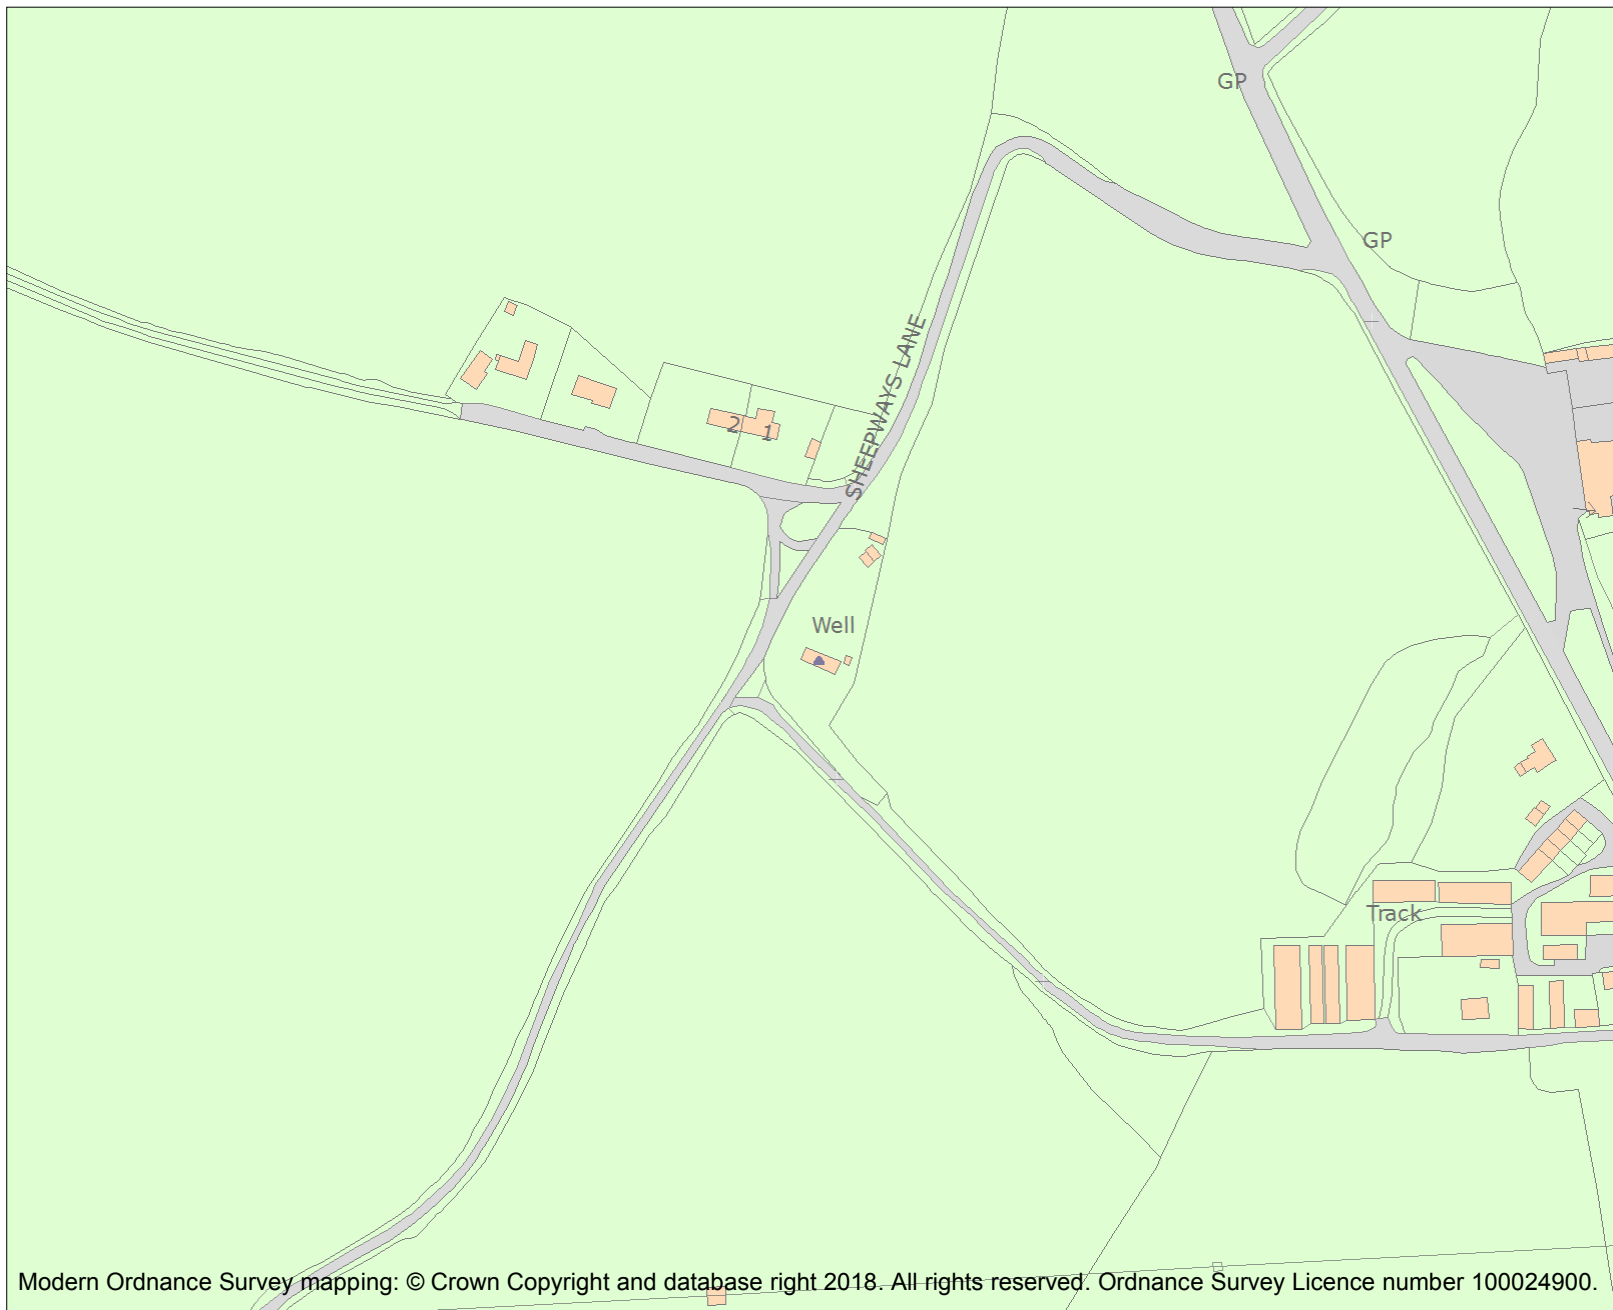 GP
GP
SHEEPWAYS LANE
2
1
Well
Track
Modern Ordnance Survey mapping: © Crown Copyright and database right 2018. All rights reserved. Ordnance Survey Licence number 100024900.